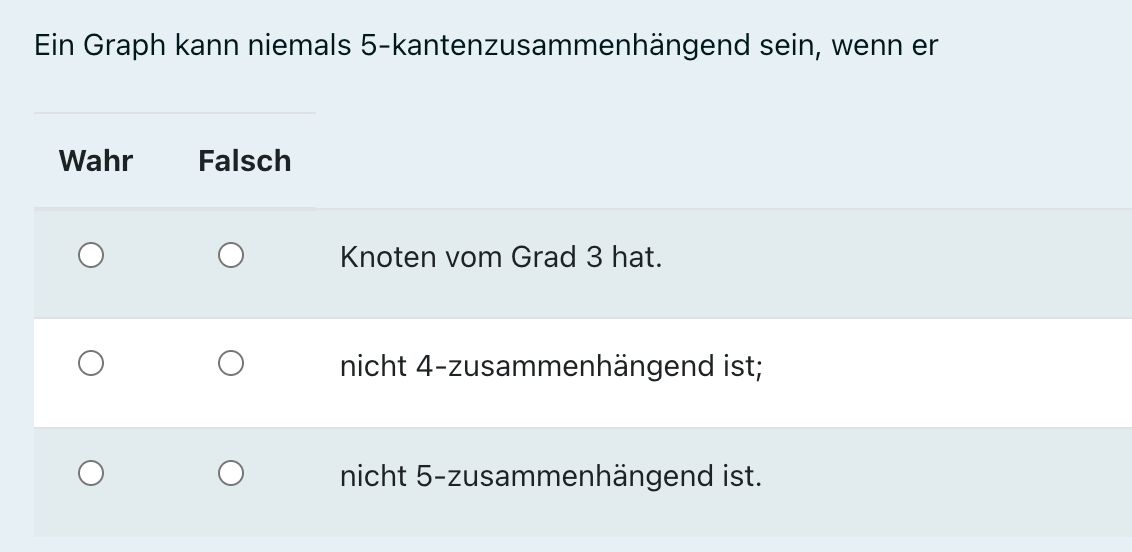 Ein Graph kann niemals 5-kantenzusammenhängend sein, wenn er
Wahr Falsch
Knoten vom Grad 3 hat.
nicht 4-zusammenhängend ist;
nicht 5-zusammenhängend ist.